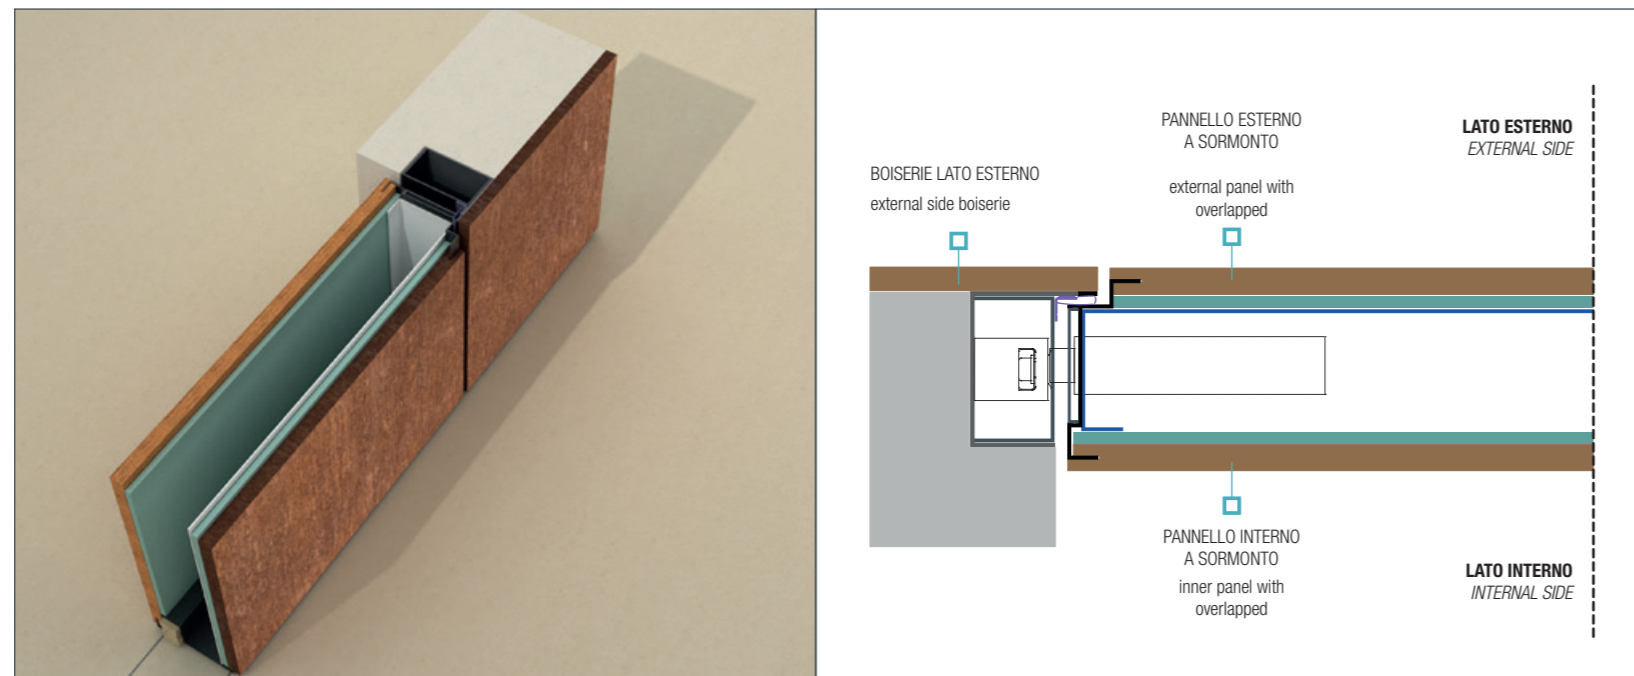 PANNELLO ESTERNO
A SORMONTO
external panel with
overlapped
LATO ESTERNO
EXTERNAL SIDE
BOISERIE LATO ESTERNO
external side boiserie
PANNELLO INTERNO
A SORMONTO
inner panel with
overlapped
LATO INTERNO
INTERNAL SIDE